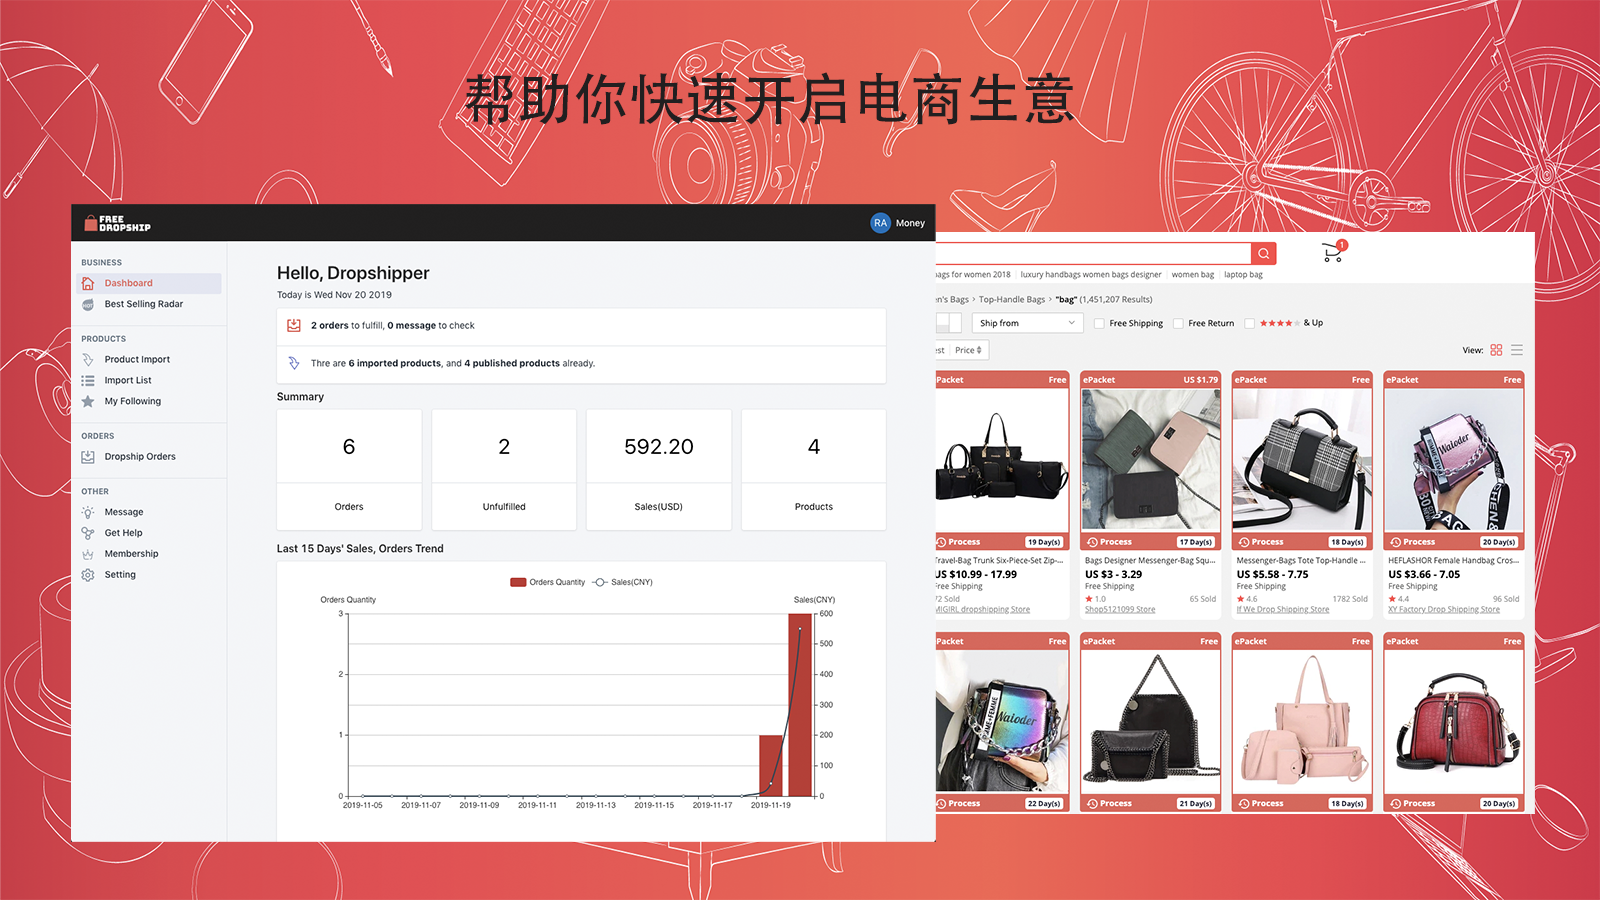 帮助你快速开启电商生意
FREE
DROPSHIP
RA Money
BUSINESS
Dashboard
Best Selling Radar
PRODUCTS
Product Import
Import List
My Following
ORDERS
Dropship Orders
OTHER
Message
Get Help
Membership
Setting
Hello, Dropshipper
Today is Wed Nov 20 2019
2 orders to fulfill, 0 message to check
Thre are 6 imported products, and 4 published products already.
Summary
6 2 592.20 4
Orders Unfulfilled Sales(USD) Products
Last 15 Days' Sales, Orders Trend
Orders Quantity Sales(CNY)
Orders Quantity Sales(CNY)
3 600
500
2 400
300
1 200
100
0 0
2019-11-05 2019-11-07 2019-11-09 2019-11-11 2019-11-13 2019-11-15 2019-11-17 2019-11-19
1
bags for women 2018 luxury handbags women bags designer women bag laptop bag
en's Bags > Top-Handle Bags > "bag" (1,451,207 Results)
Ship from Free Shipping Free Return & Up
est Price
View:
Packet Free ePacket US $1.79 ePacket Free ePacket Free
Waioder
Process 19 Day(s) Process 17 Day(s) Process 18 Day(s) Process 20 Day(s)
Travel-Bag Trunk Six-Piece-Set Zip-... Bags Designer Messenger-Bag Squ... Messenger-Bags Tote Top-Handle ... HEFLASHOR Female Handbag Cros...
US $10.99 - 17.99 US $3 - 3.29 US $5.58 - 7.75 US $3.66 - 7.05
Free Shipping Free Shipping Free Shipping Free Shipping
72 Sold 1.0 65 Sold 4.6 1782 Sold 4.4 96 Sold
MIGIRL dropshipping Store Shop5121099 Store If We Drop Shipping Store XY Factory Drop Shipping Store
Packet Free ePacket Free ePacket Free ePacket Free
Waioder
Process 22 Day(s) Process 21 Day(s) Process 18 Day(s) Process 20 Day(s)